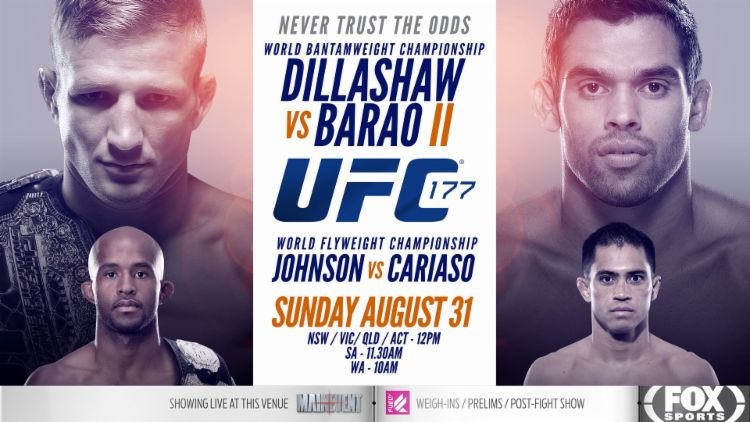 NEVER TRUST THE ODDS
WORLD BANTAMWEIGHT CHAMPIONSHIP
DILLASHAW
VS BARAO II
UFC® 177
WORLD FLYWEIGHT CHAMPIONSHIP
JOHNSON VS CARIASO
SUNDAY AUGUST 31
NSW / VIC/ QLD / ACT - 12PM
SA - 11.30AM
WA - 10AM
SHOWING LIVE AT THIS VENUE MAIN EVENT FUEL WEIGH-INS / PRELIMS / POST-FIGHT SHOW
FOX
SPORTS